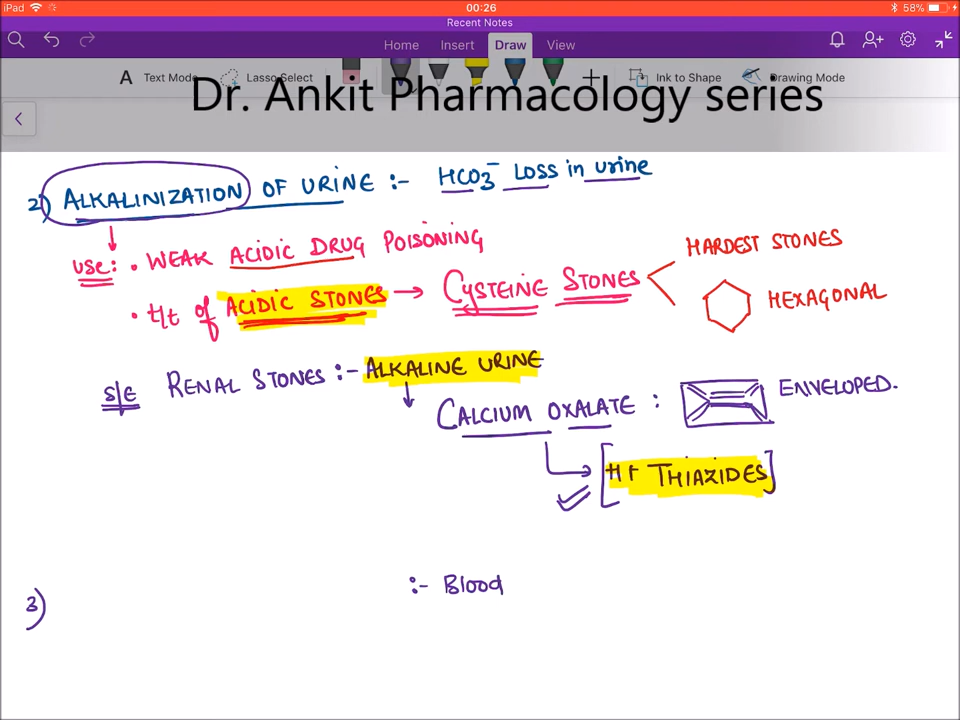 iPad 00:26 58%
Recent Notes
Home Insert Draw View
A Text Mode Lasso Select Ink to Shape Drawing Mode
Dr. Ankit Pharmacology series
2) ALKALINIZATION OF URINE :- HCO3⁻ LOSS in urine
USE: • WEAK ACIDIC DRUG POISONING
HARDEST STONES
• t/t of ACIDIC STONES → CYSTEINE STONES
HEXAGONAL
S/E RENAL STONES :- ALKALINE URINE
CALCIUM OXALATE : ENVELOPED.
[t/t THIAZIDES]
3) :- Blood